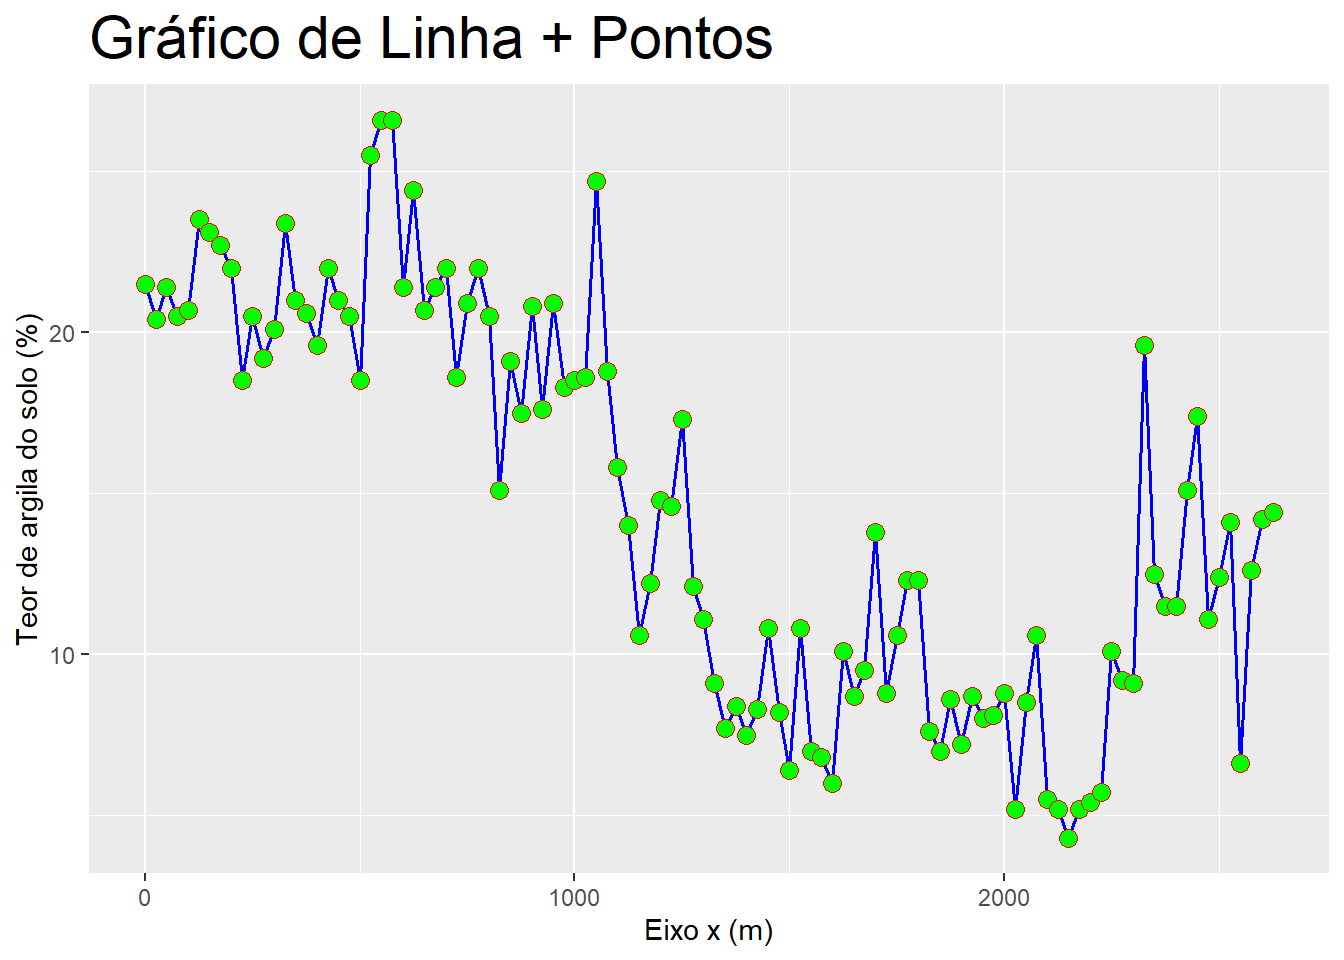 Gráfico de Linha + Pontos
Teor de argila do solo (%)
20
10
0
1000
2000
Eixo x (m)